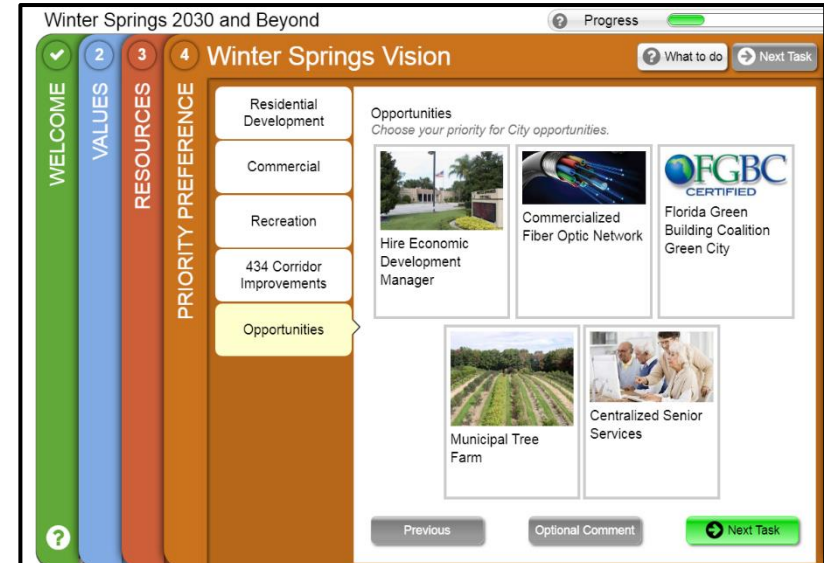 Winter Springs 2030 and Beyond
? Progress
2
3
4
Winter Springs Vision
? What to do
Next Task
WELCOME
VALUES
RESOURCES
PRIORITY PREFERENCE
Residential
Development
Commercial
Recreation
434 Corridor
Improvements
Opportunities
Opportunities
Choose your priority for City opportunities.
Hire Economic
Development
Manager
Commercialized
Fiber Optic Network
FGBC
CERTIFIED
Florida Green
Building Coalition
Green City
Municipal Tree
Farm
Centralized Senior
Services
?
Previous
Optional Comment
Next Task